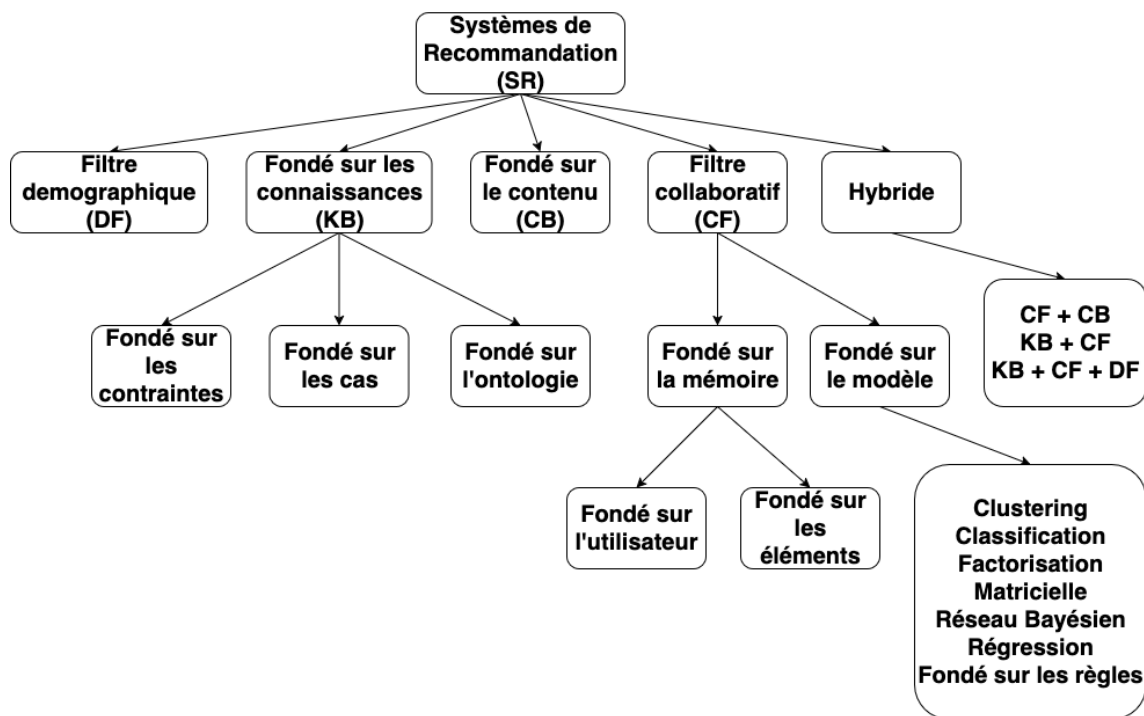 Systèmes de
Recommandation
(SR)
Filtre
demographique
(DF)
Fondé sur les
connaissances
(KB)
Fondé sur
le contenu
(CB)
Filtre
collaboratif
(CF)
Hybride
CF + CB
KB + CF
KB + CF + DF
Fondé sur
les
contraintes
Fondé sur
les cas
Fondé sur
l'ontologie
Fondé sur
la mémoire
Fondé sur
le modèle
Fondé sur
l'utilisateur
Fondé sur
les
éléments
Clustering
Classification
Factorisation
Matricielle
Réseau Bayésien
Régression
Fondé sur les règles